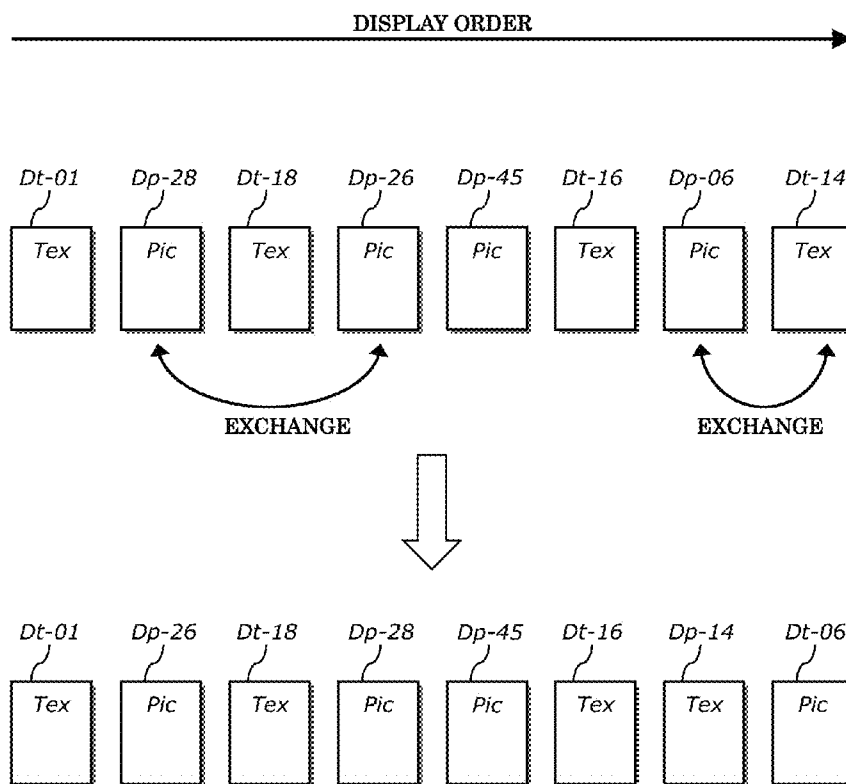 DISPLAY ORDER
Dt-01 Dp-28 Dt-18 Dp-26 Dp-45 Dt-16 Dp-06 Dt-14
Tex Pic Tex Pic Pic Tex Pic Tex
EXCHANGE EXCHANGE
Dt-01 Dp-26 Dt-18 Dp-28 Dp-45 Dt-16 Dp-14 Dt-06
Tex Pic Tex Pic Pic Tex Tex Pic